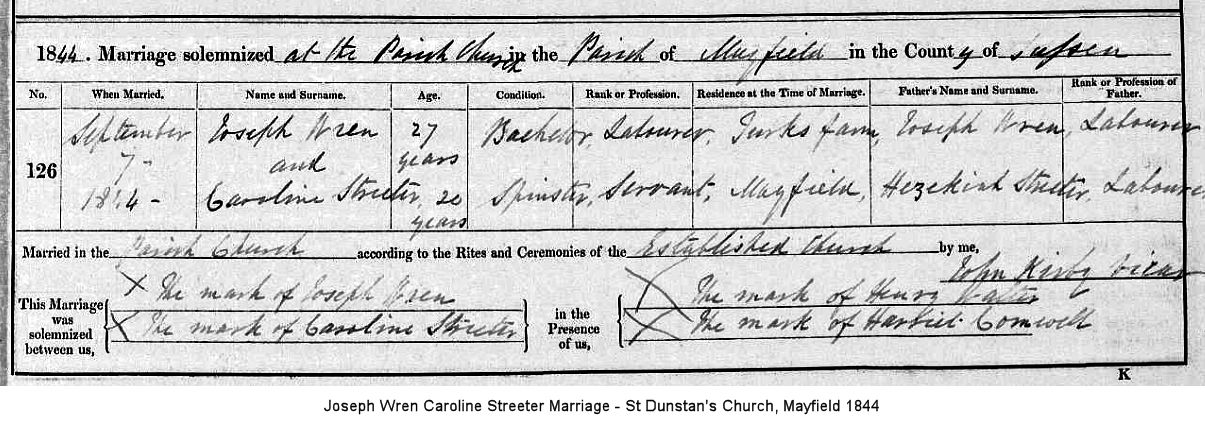 1844. Marriage solemnized at the Parish Church in the Parish of Mayfield in the County of Sussex
No. When Married. Name and Surname. Age. Condition. Rank or Profession. Residence at the Time of Marriage. Father's Name and Surname. Rank or Profession of Father.
126
September 7 - 1844 -
Joseph Wren 27 years Bachelor, Labourer, Turks farm, Joseph Wren, Labourer
and
Caroline Streeter, 20 years Spinster, Servant, Mayfield, Hezekiah Streeter, Labourer
Married in the Parish Church according to the Rites and Ceremonies of the Established Church by me,
John Kirby Vicar
This Marriage was solemnized between us,
X The mark of Joseph Wren
X The mark of Caroline Streeter
in the Presence of us,
X The mark of Henry Walter
X The mark of Harriet Cornwell
K
Joseph Wren Caroline Streeter Marriage - St Dunstan's Church, Mayfield 1844